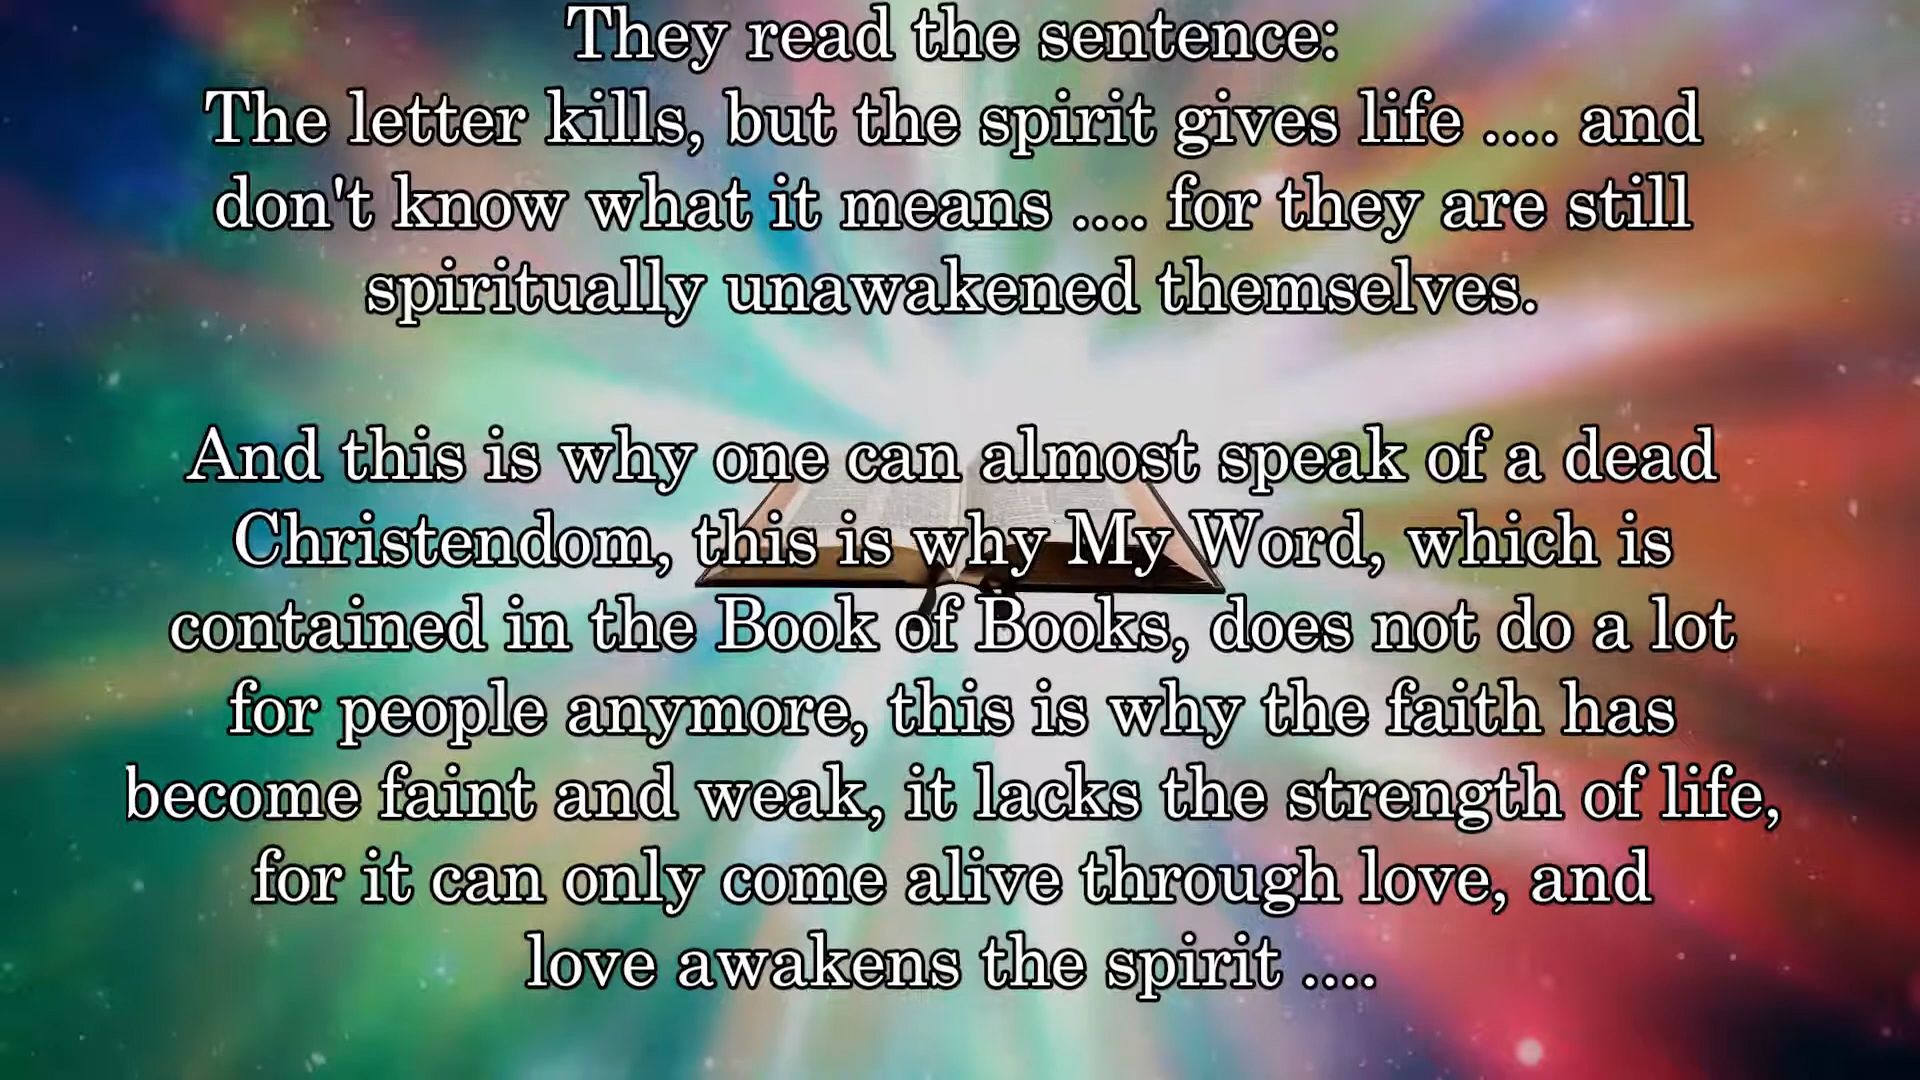 They read the sentence:
The letter kills, but the spirit gives life .... and
don't know what it means .... for they are still
spiritually unawakened themselves.
And this is why one can almost speak of a dead
Christendom, this is why My Word, which is
contained in the Book of Books, does not do a lot
for people anymore, this is why the faith has
become faint and weak, it lacks the strength of life,
for it can only come alive through love, and
love awakens the spirit ....